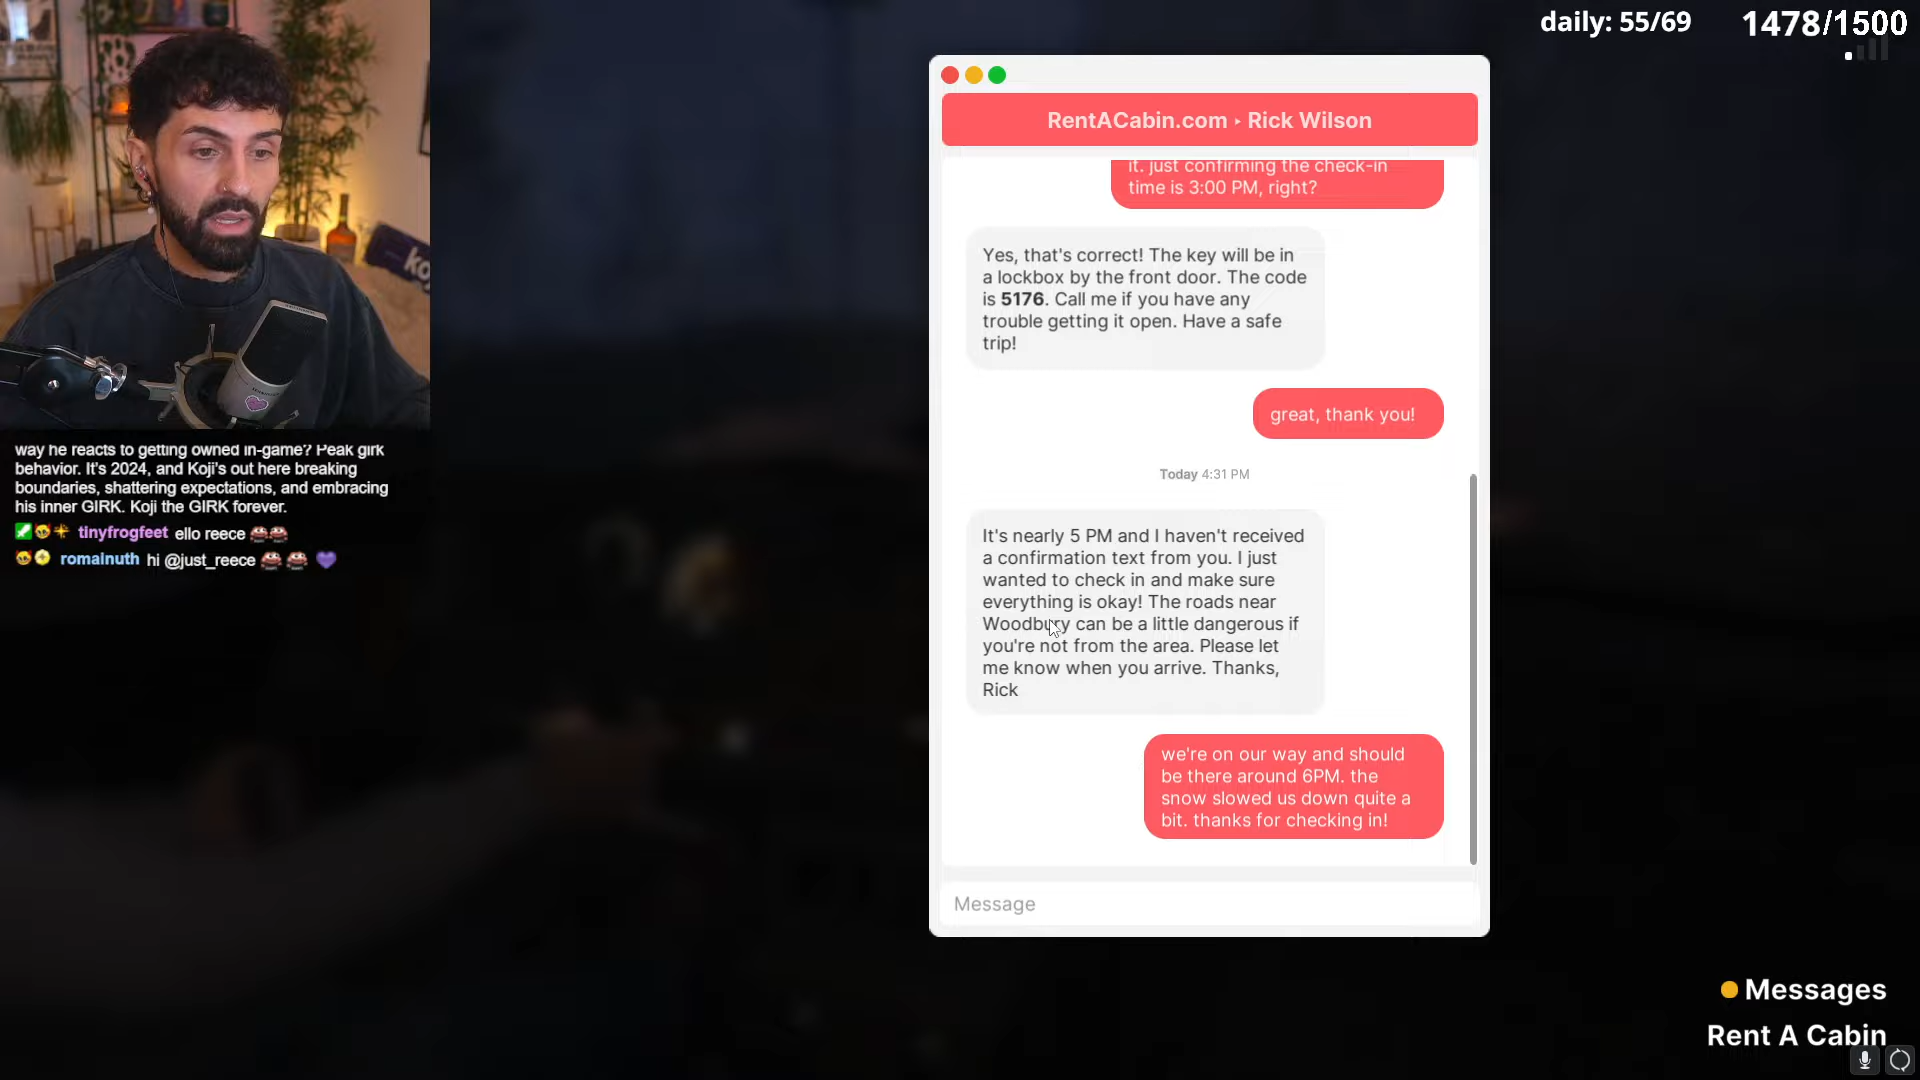 daily: 55/69
1478/1500
RentACabin.com ▸ Rick Wilson
it. just confirming the check-in
time is 3:00 PM, right?
Yes, that's correct! The key will be in
a lockbox by the front door. The code
is 5176. Call me if you have any
trouble getting it open. Have a safe
trip!
great, thank you!
Today 4:31 PM
It's nearly 5 PM and I haven't received
a confirmation text from you. I just
wanted to check in and make sure
everything is okay! The roads near
Woodbury can be a little dangerous if
you're not from the area. Please let
me know when you arrive. Thanks,
Rick
we're on our way and should
be there around 6PM. the
snow slowed us down quite a
bit. thanks for checking in!
Message
way he reacts to getting owned in-game? Peak girk
behavior. It's 2024, and Koji's out here breaking
boundaries, shattering expectations, and embracing
his inner GIRK. Koji the GIRK forever.
tinyfrogfeet ello reece
romainuth hi @just_reece
Messages
Rent A Cabin